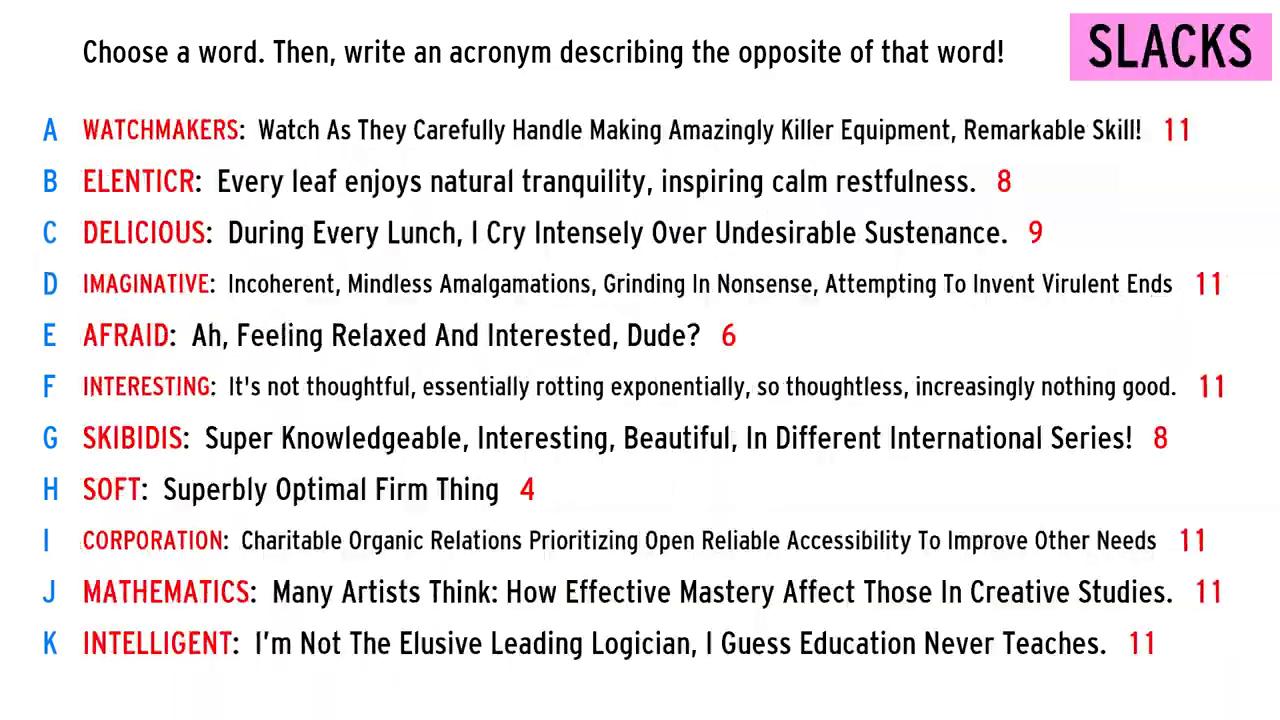 Choose a word. Then, write an acronym describing the opposite of that word!
SLACKS
A WATCHMAKERS: Watch As They Carefully Handle Making Amazingly Killer Equipment, Remarkable Skill! 11
B ELENTICR: Every leaf enjoys natural tranquility, inspiring calm restfulness. 8
C DELICIOUS: During Every Lunch, I Cry Intensely Over Undesirable Sustenance. 9
D IMAGINATIVE: Incoherent, Mindless Amalgamations, Grinding In Nonsense, Attempting To Invent Virulent Ends 11
E AFRAID: Ah, Feeling Relaxed And Interested, Dude? 6
F INTERESTING: It's not thoughtful, essentially rotting exponentially, so thoughtless, increasingly nothing good. 11
G SKIBIDIS: Super Knowledgeable, Interesting, Beautiful, In Different International Series! 8
H SOFT: Superbly Optimal Firm Thing 4
I CORPORATION: Charitable Organic Relations Prioritizing Open Reliable Accessibility To Improve Other Needs 11
J MATHEMATICS: Many Artists Think: How Effective Mastery Affect Those In Creative Studies. 11
K INTELLIGENT: I’m Not The Elusive Leading Logician, I Guess Education Never Teaches. 11